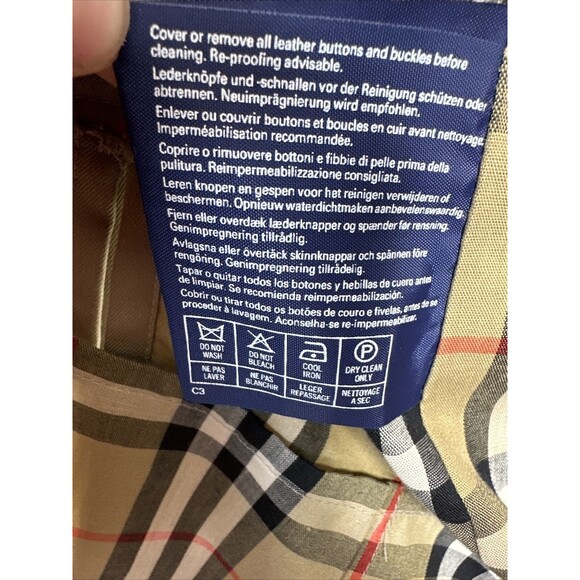 Cover or remove all leather buttons and buckles before
cleaning. Re-proofing advisable.
Lederknöpfe und -schnallen vor der Reinigung schützen oder
abtrennen. Neuimprägnierung wird empfohlen.
Enlever ou couvrir boutons et boucles en cuir avant nettoyage.
Imperméabilisation recommandée.
Coprire o rimuovere bottoni e fibbie di pelle prima della
pulitura. Reimpermeabilizzazione consigliata.
Leren knopen en gespen voor het reinigen verwijderen of
beschermen. Opnieuw waterdichtmaken aanbevelenswaardig.
Fjern eller overdæk læderknapper og spænder før rensning.
Genimpregnering tillrådlig.
Avlagsna eller övertäck skinnknappar och spännen före
rengöring. Genimpregnering tillrådlig.
Tapar o quitar todos los botones y hebillas de cuero antes
de limpiar. Se recomienda reimpermeabilización.
Cobrir ou tirar todos os botões de couro e fivelas, antes de se
proceder à lavagem. Aconselha-se re-impermeabilizar.
DO NOT WASH
DO NOT BLEACH
COOL IRON
P
DRY CLEAN ONLY
NE PAS LAVER
NE PAS BLANCHIR
LEGER REPASSAGE
NETTOYAGE A SEC
C3